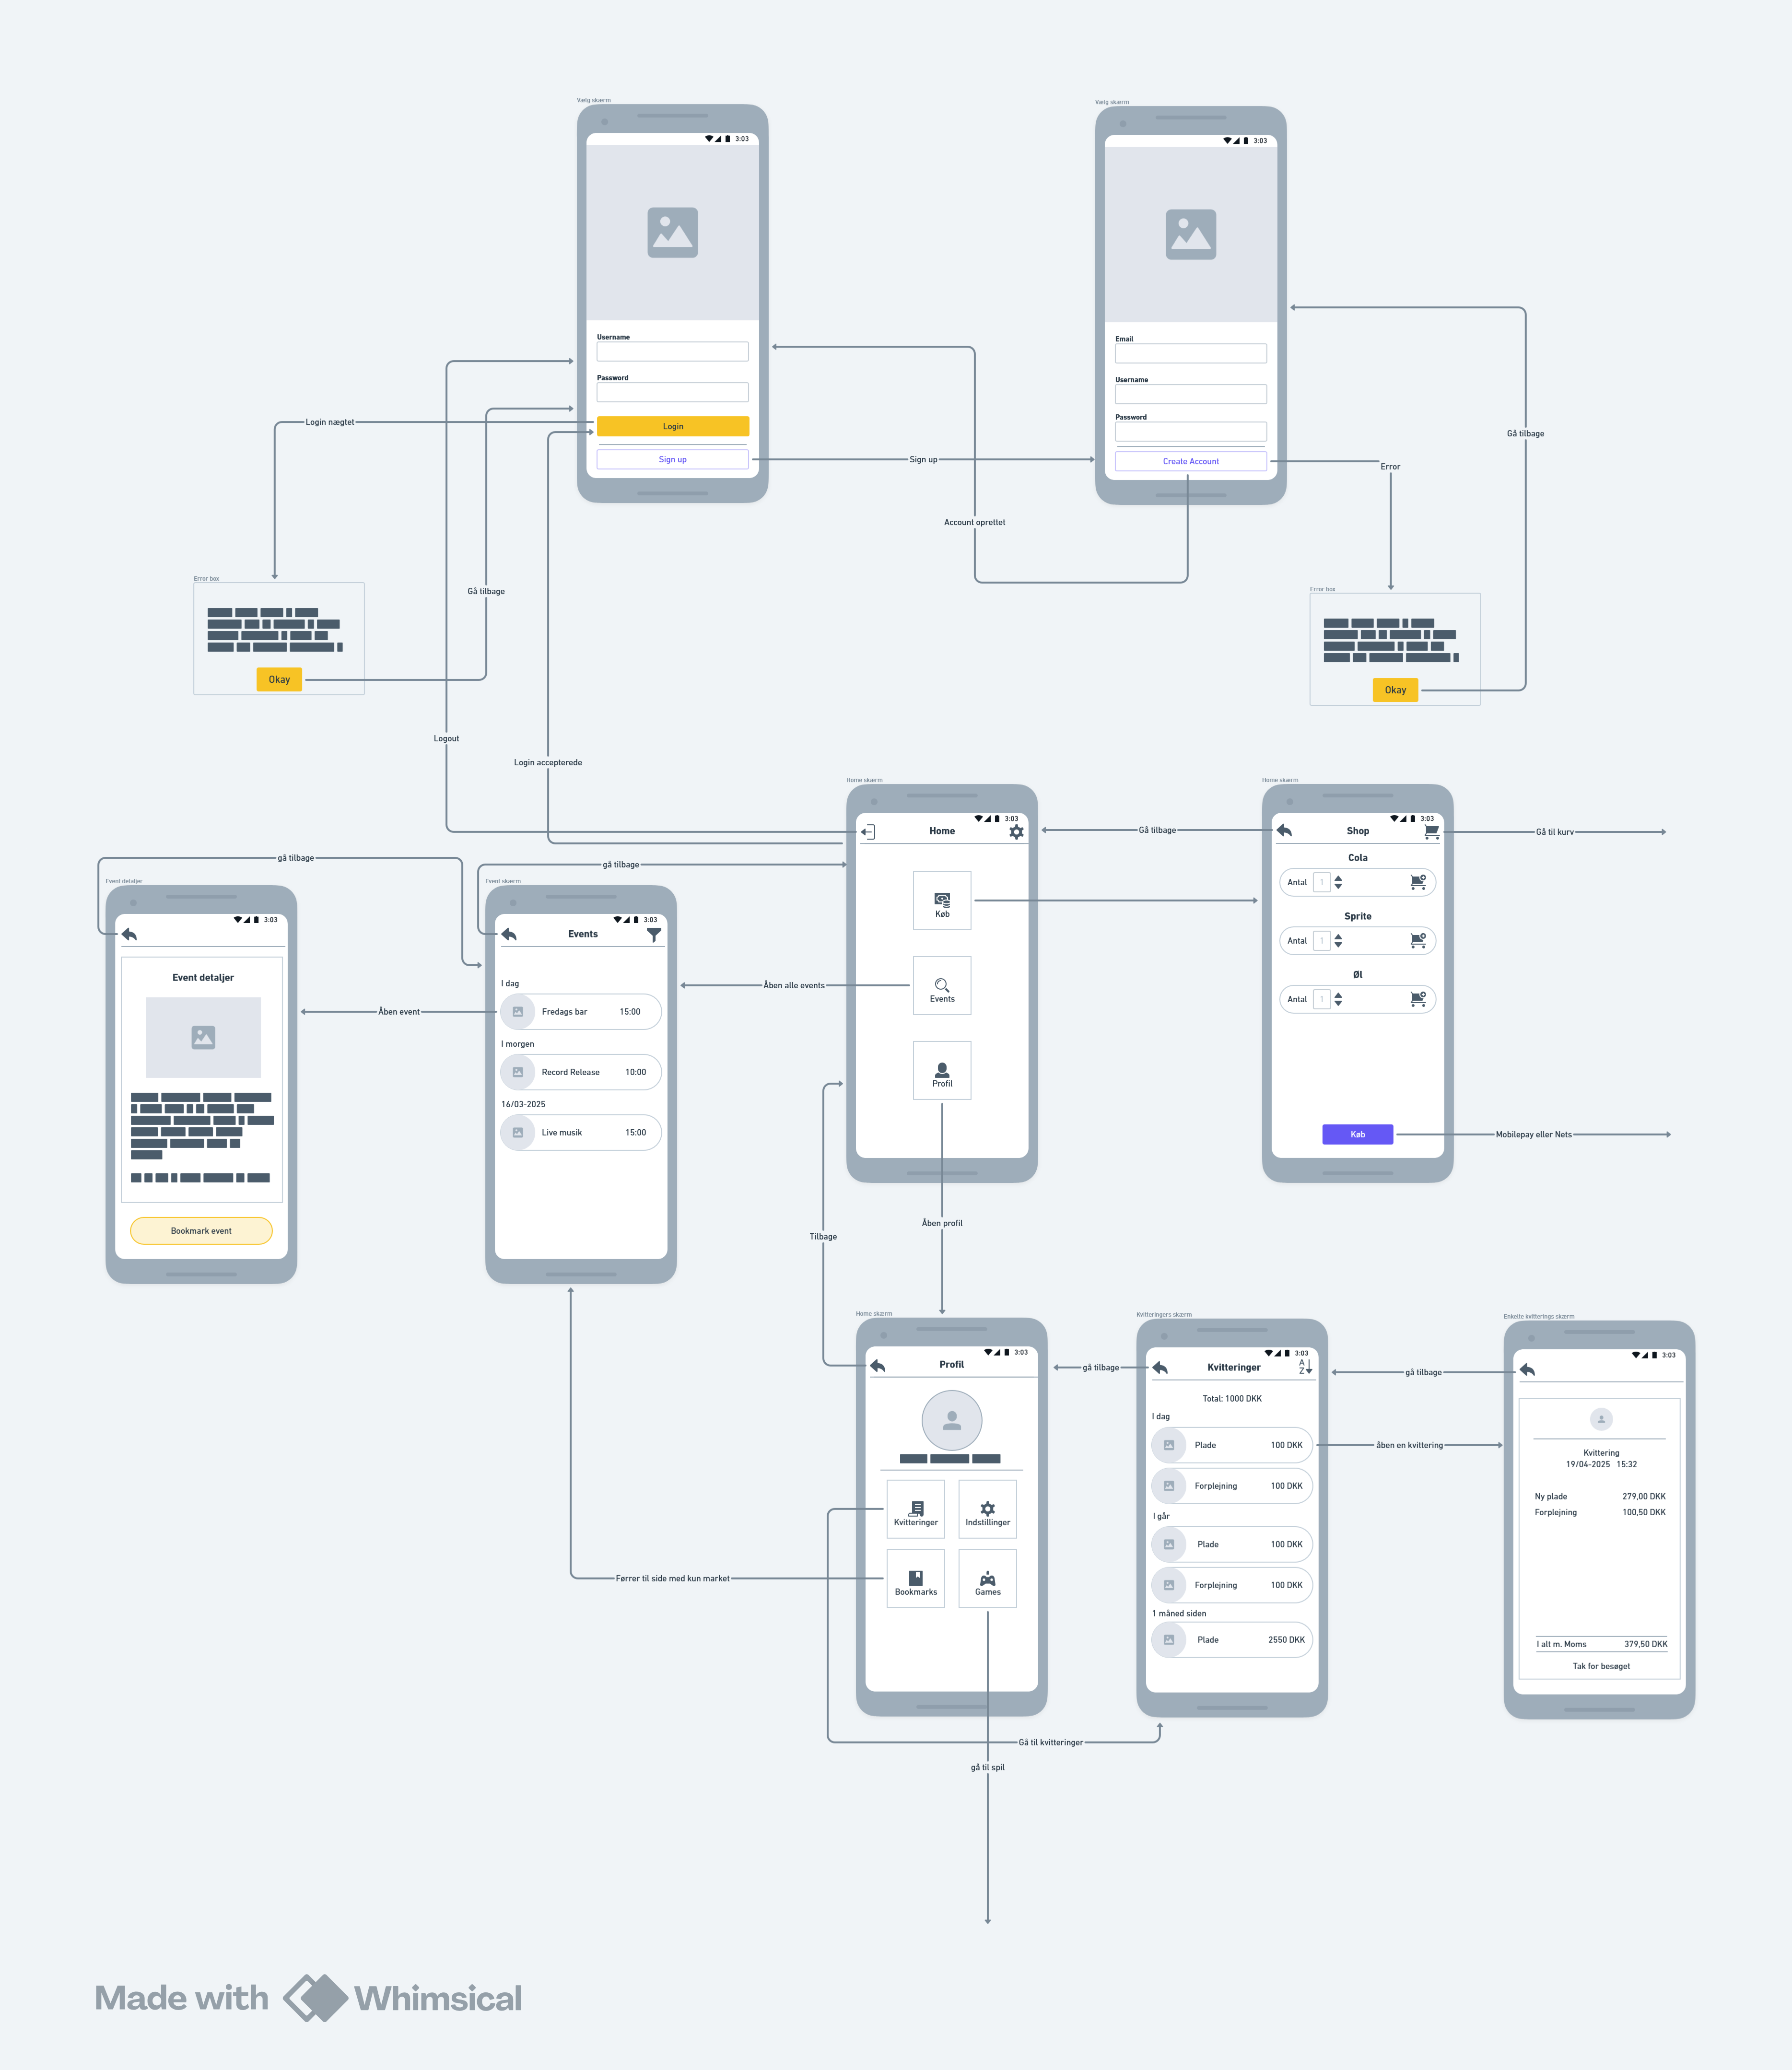 Vælg skærm
3:03
Username
Password
Login
Sign up
Vælg skærm
3:03
Email
Username
Password
Create Account
Login nægtet
Sign up
Gå tilbage
Error
Account oprettet
Error box
Okay
Gå tilbage
Error box
Okay
Logout
Login accepterede
Home skærm
3:03
Home
Køb
Events
Profil
Gå tilbage
Home skærm
3:03
Shop
Cola
Antal 1
Sprite
Antal 1
Øl
Antal 1
Køb
Gå til kurv
Mobilepay eller Nets
gå tilbage
gå tilbage
Event detaljer
3:03
Event detaljer
Bookmark event
Åben event
Event skærm
3:03
Events
I dag
Fredags bar 15:00
I morgen
Record Release 10:00
16/03-2025
Live musik 15:00
Åben alle events
Åben profil
Tilbage
Home skærm
3:03
Profil
Kvitteringer
Indstillinger
Bookmarks
Games
Førrer til side med kun market
gå tilbage
Kvitteringers skærm
3:03
Kvitteringer
A
Z
Total: 1000 DKK
I dag
Plade 100 DKK
Forplejning 100 DKK
I går
Plade 100 DKK
Forplejning 100 DKK
1 måned siden
Plade 2550 DKK
gå tilbage
åben en kvittering
Enkelte kvitterings skærm
3:03
Kvittering
19/04-2025 15:32
Ny plade 279,00 DKK
Forplejning 100,50 DKK
I alt m. Moms 379,50 DKK
Tak for besøget
Gå til kvitteringer
gå til spil
Made with Whimsical